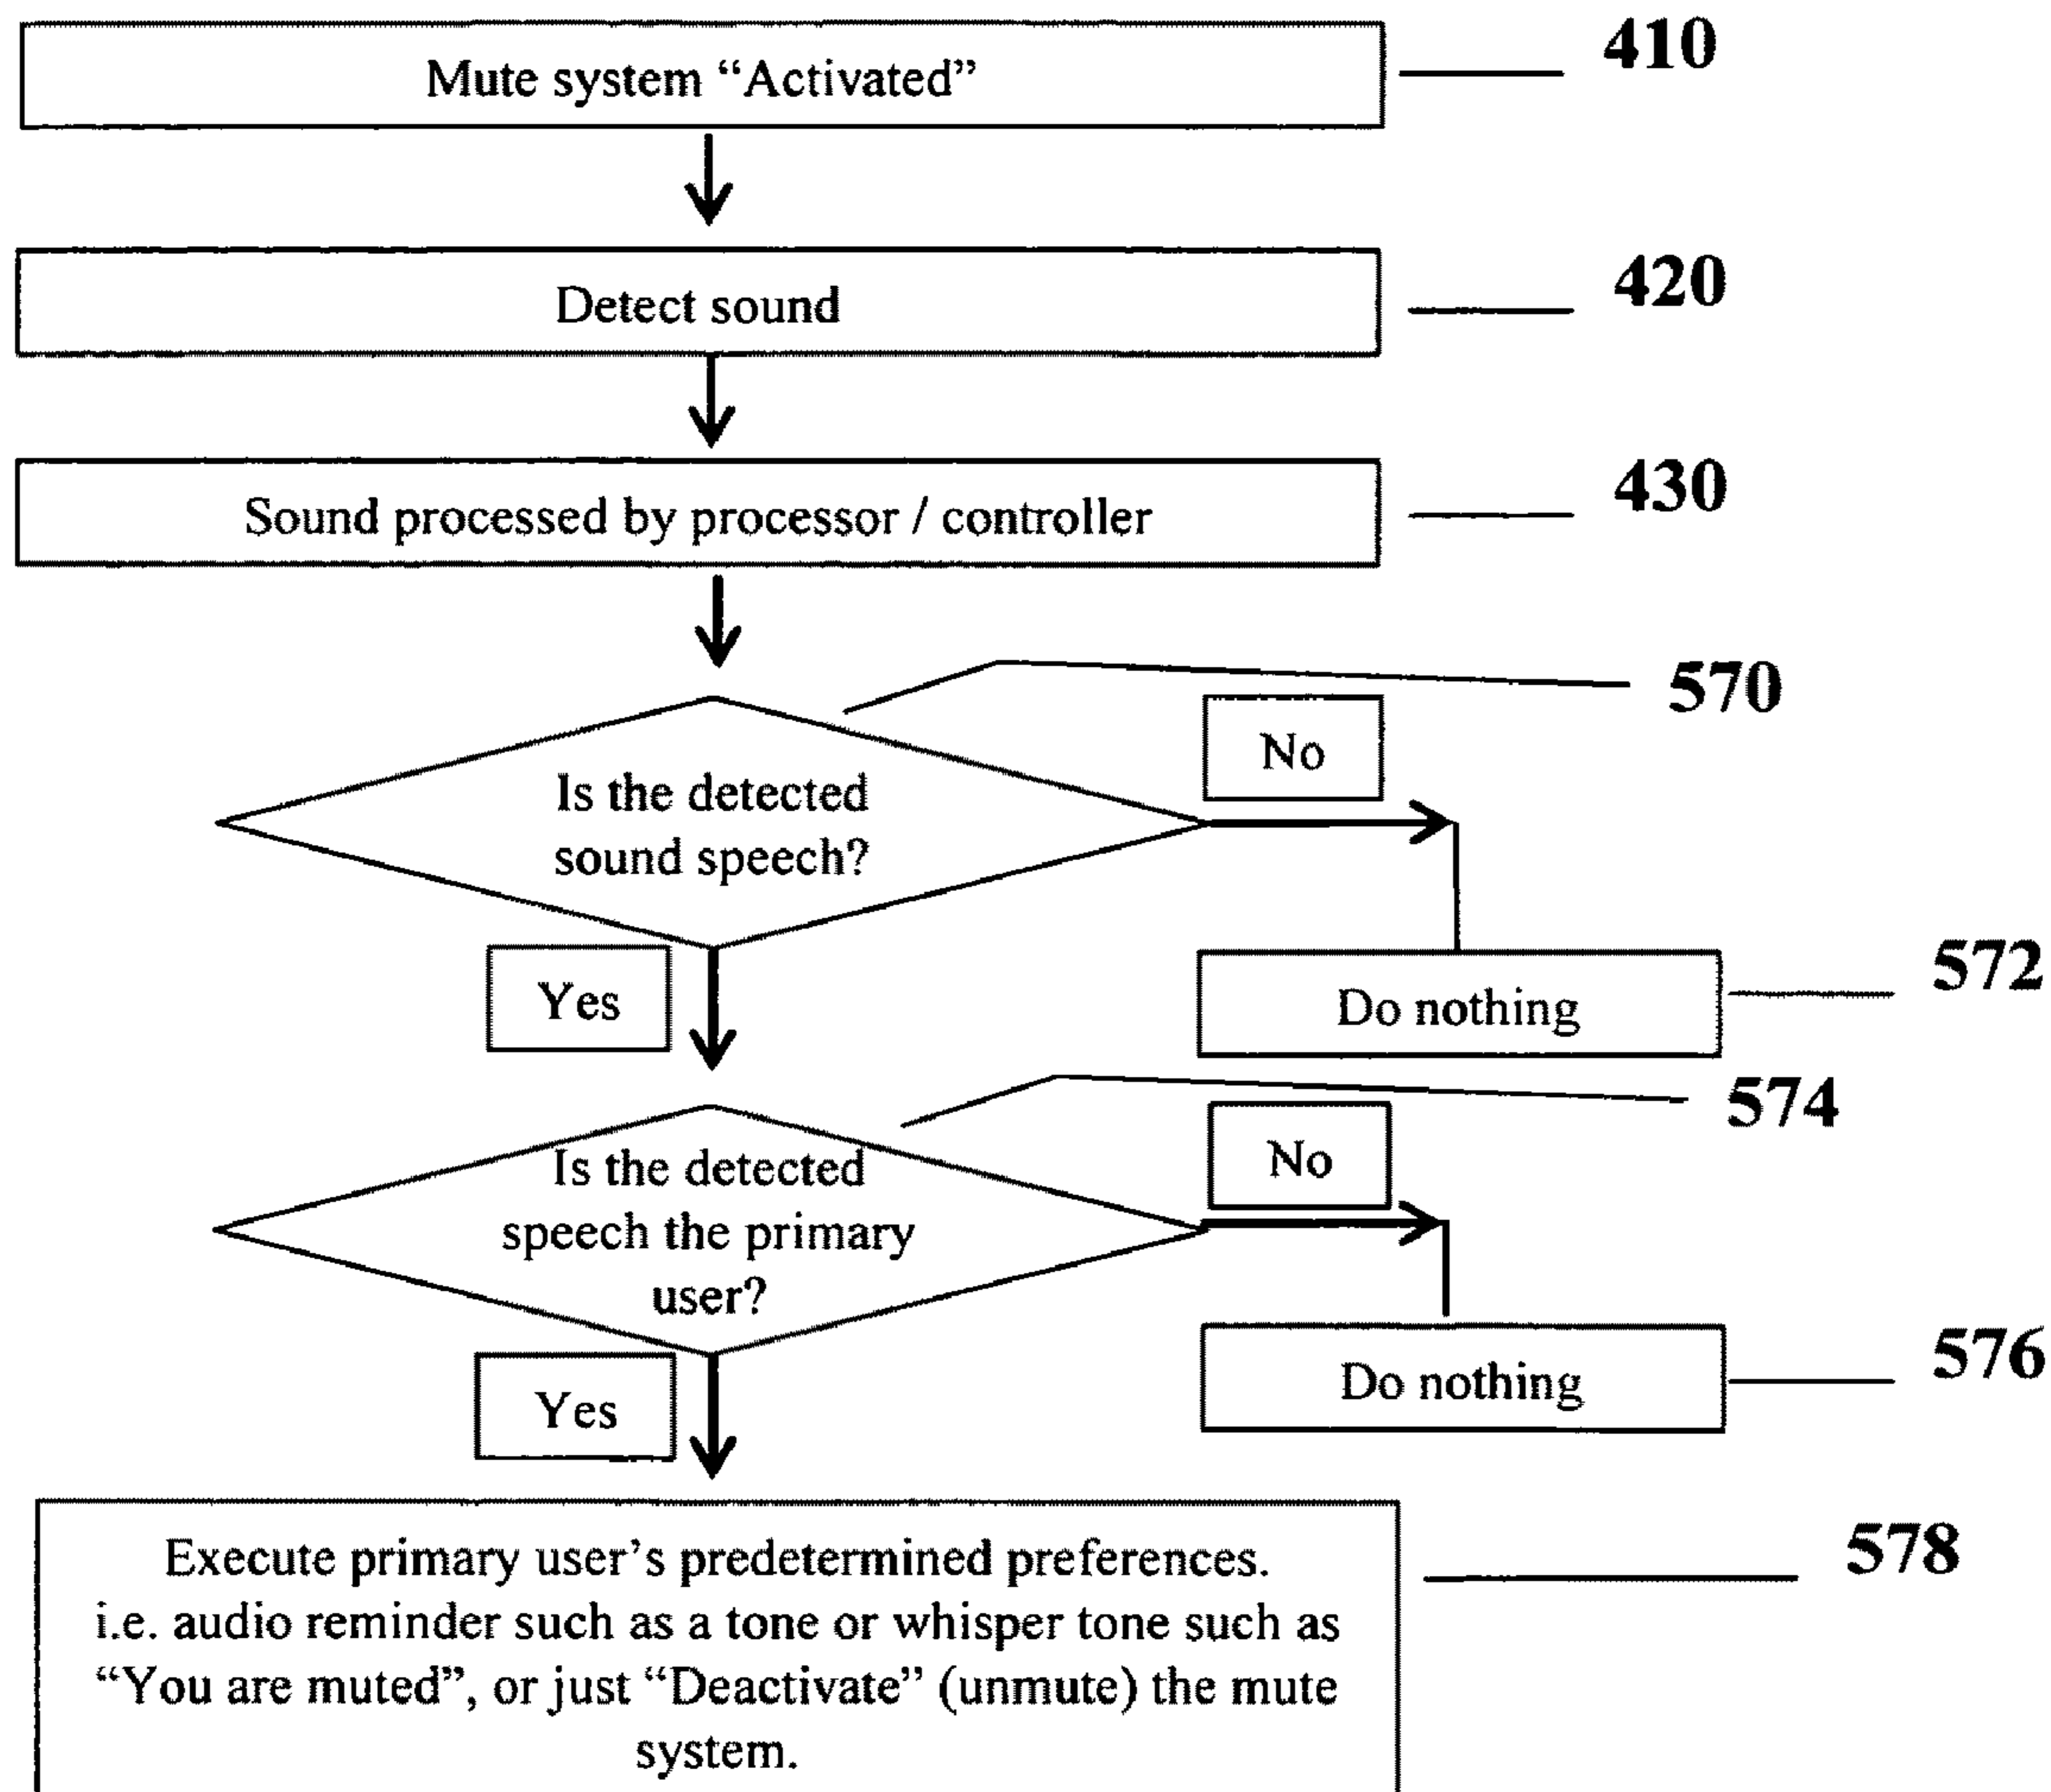 Mute system “Activated”
410
Detect sound
420
Sound processed by processor / controller
430
570
Is the detected
sound speech?
No
Yes
Do nothing
572
574
Is the detected
speech the primary
user?
No
Yes
Do nothing
576
Execute primary user’s predetermined preferences.
i.e. audio reminder such as a tone or whisper tone such as
“You are muted”, or just “Deactivate” (unmute) the mute
system.
578